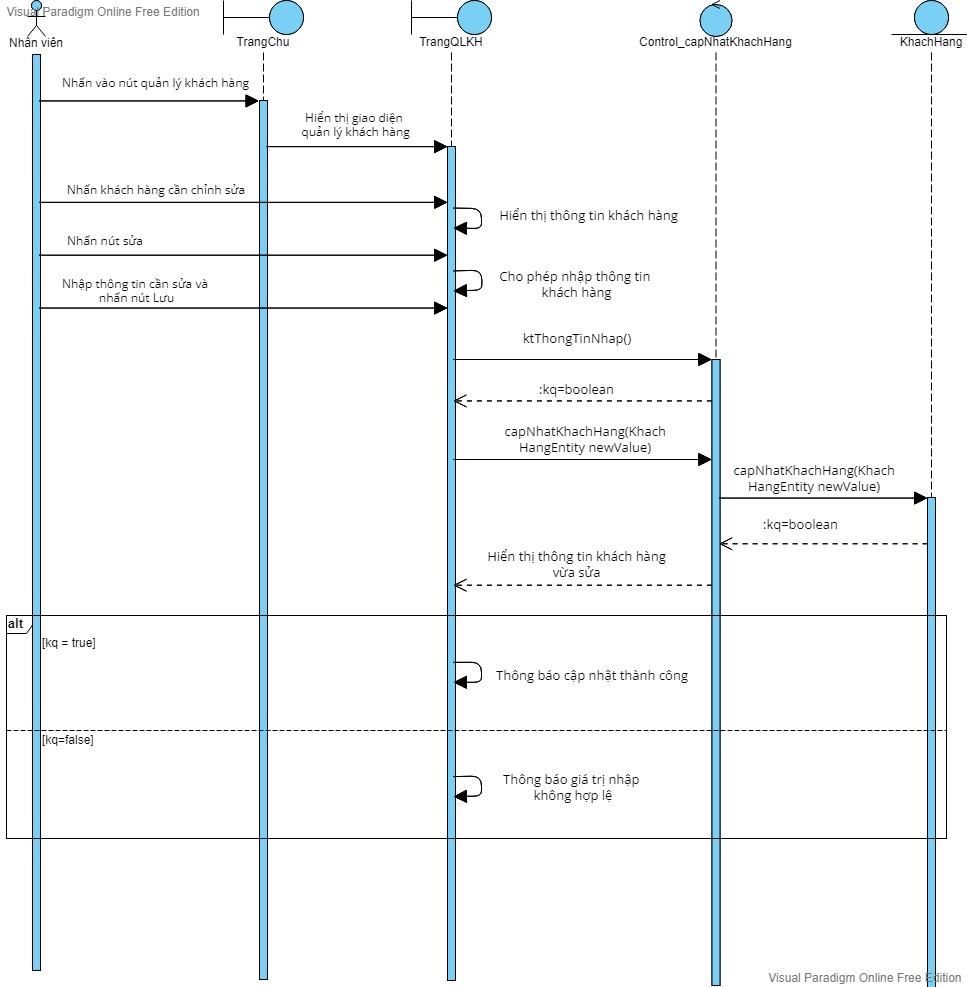 Visual Paradigm Online Free Edition
Nhân viên
TrangChu
TrangQLKH
Control_capNhatKhachHang
KhachHang
Nhấn vào nút quản lý khách hàng
Hiển thị giao diện
quản lý khách hàng
Nhấn khách hàng cần chỉnh sửa
Hiển thị thông tin khách hàng
Nhấn nút sửa
Cho phép nhập thông tin
khách hàng
Nhập thông tin cần sửa và
nhấn nút Lưu
ktThongTinNhap()
:kq=boolean
capNhatKhachHang(Khach
HangEntity newValue)
capNhatKhachHang(Khach
HangEntity newValue)
:kq=boolean
Hiển thị thông tin khách hàng
vừa sửa
alt
[kq = true]
Thông báo cập nhật thành công
[kq=false]
Thông báo giá trị nhập
không hợp lệ
Visual Paradigm Online Free Edition